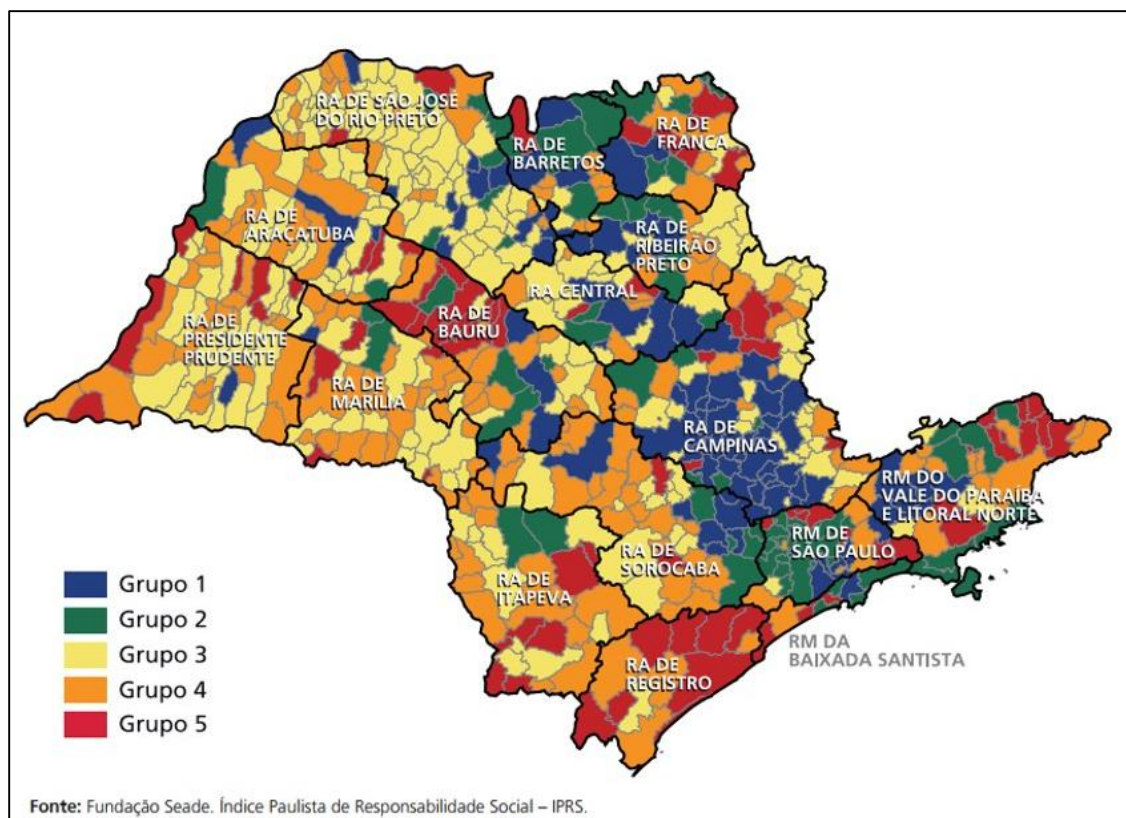 RA DE SÃO JOSÉ
DO RIO PRETO
RA DE
BARRETOS
RA DE
FRANCA
RA DE
ARAÇATUBA
RA DE
RIBEIRÃO
PRETO
RA CENTRAL
RA DE
BAURU
RA DE
PRESIDENTE
PRUDENTE
RA DE
MARÍLIA
RA DE
CAMPINAS
RM DO
VALE DO PARAÍBA
E LITORAL NORTE
RM DE
SÃO PAULO
RA DE
SOROCABA
RA DE
ITAPEVA
RM DA
BAIXADA SANTISTA
RA DE
REGISTRO
Grupo 1
Grupo 2
Grupo 3
Grupo 4
Grupo 5
Fonte: Fundação Seade. Índice Paulista de Responsabilidade Social – IPRS.